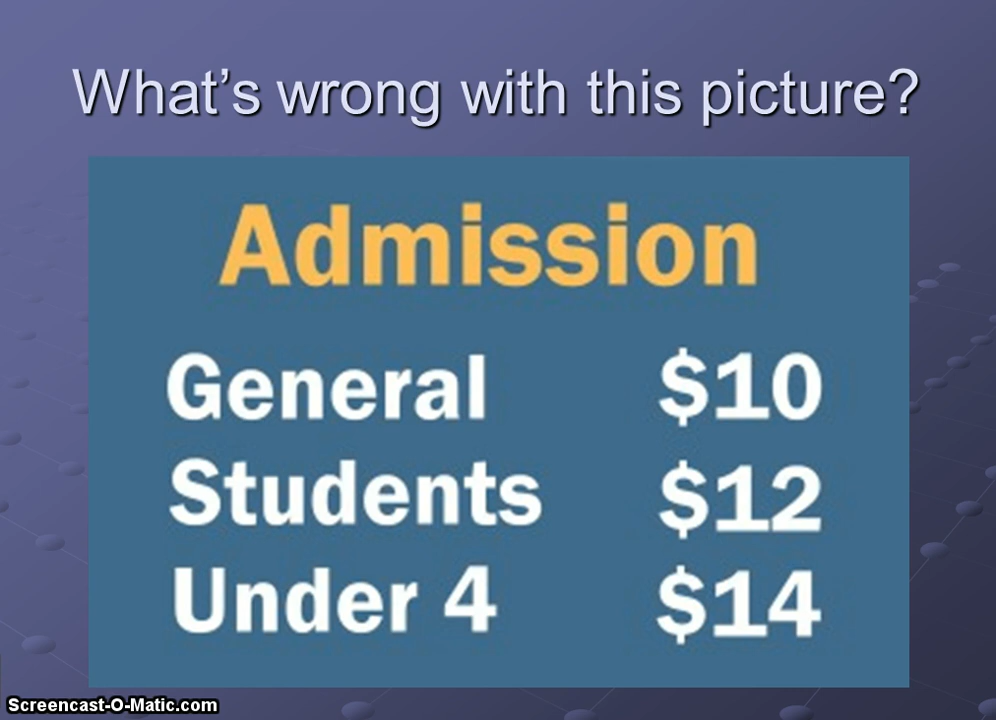 What’s wrong with this picture?
Admission
General $10
Students $12
Under 4 $14
Screencast-O-Matic.com